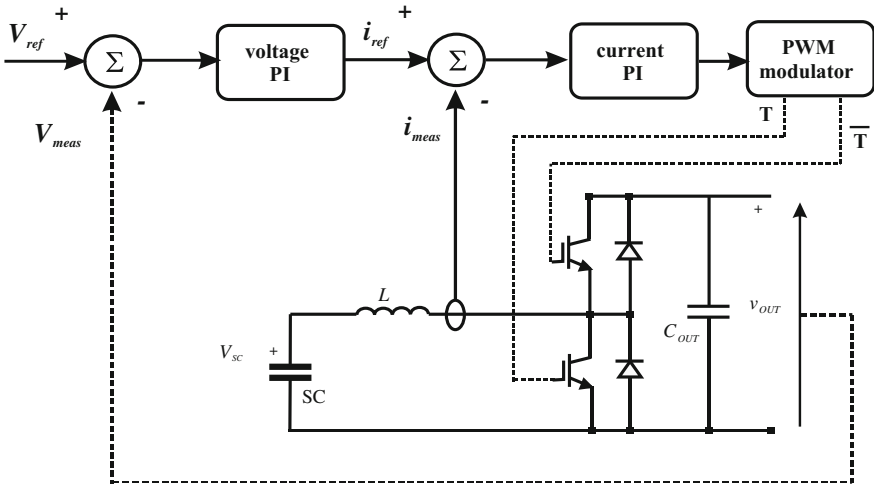 V_ref +
Σ
-
V_meas
voltage
PI
i_ref +
Σ
-
i_meas
current
PI
PWM
modulator
T
T̅
+
L
V_SC +
SC
C_OUT
v_OUT